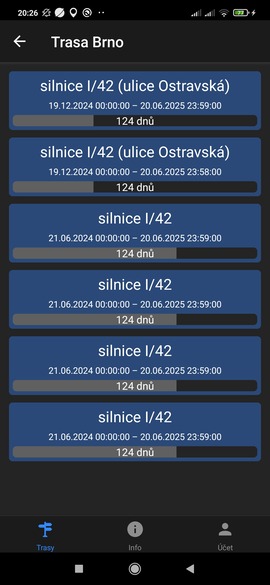 20:26
Trasa Brno
silnice I/42 (ulice Ostravská)
19.12.2024 00:00:00 – 20.06.2025 23:59:00
124 dnů
silnice I/42 (ulice Ostravská)
19.12.2024 00:00:00 – 20.06.2025 23:58:00
124 dnů
silnice I/42
21.06.2024 00:00:00 – 20.06.2025 23:59:00
124 dnů
silnice I/42
21.06.2024 00:00:00 – 20.06.2025 23:59:00
124 dnů
silnice I/42
21.06.2024 00:00:00 – 20.06.2025 23:59:00
124 dnů
silnice I/42
21.06.2024 00:00:00 – 20.06.2025 23:59:00
124 dnů
Trasy Info Účet